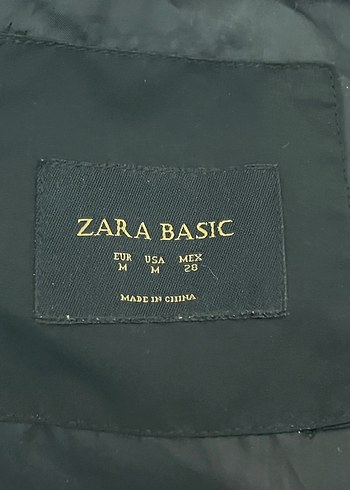 ZARA BASIC
EUR USA MEX
M M 28
MADE IN CHINA